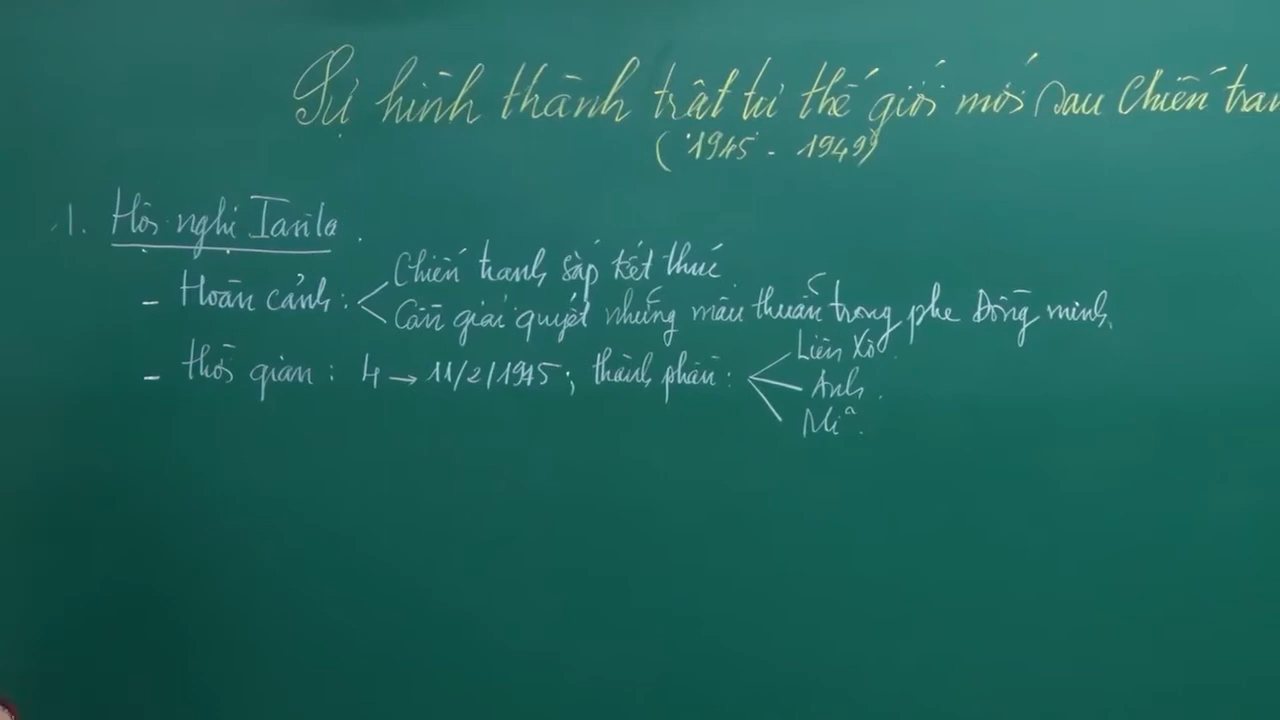 Sự hình thành trật tự thế giới mới sau Chiến tran
(1945 - 1949)
1. Hội nghị Ianta.
- Hoàn cảnh: Chiến tranh sắp kết thúc
Cần giải quyết những mâu thuẫn trong phe Đồng minh.
- thời gian: 4 → 11/2/1945; thành phần: Liên Xô.
Anh.
Mĩ.